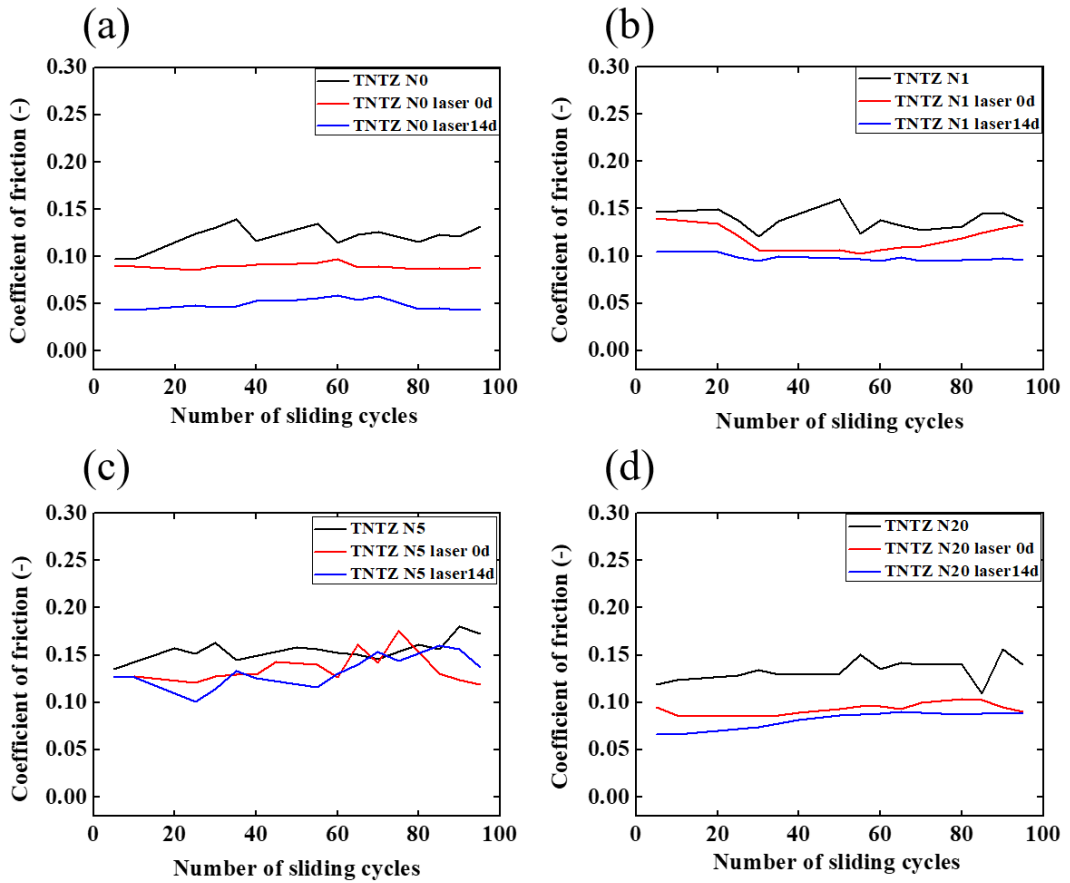 (a)
0.30
0.25
0.20
0.15
0.10
0.05
0.00
Coefficient of friction (-)
TNTZ N0
TNTZ N0 laser 0d
TNTZ N0 laser14d
0 20 40 60 80 100
Number of sliding cycles
(b)
0.30
0.25
0.20
0.15
0.10
0.05
0.00
Coefficient of friction (-)
TNTZ N1
TNTZ N1 laser 0d
TNTZ N1 laser14d
0 20 40 60 80 100
Number of sliding cycles
(c)
0.30
0.25
0.20
0.15
0.10
0.05
0.00
Coefficient of friction (-)
TNTZ N5
TNTZ N5 laser 0d
TNTZ N5 laser14d
0 20 40 60 80 100
Number of sliding cycles
(d)
0.30
0.25
0.20
0.15
0.10
0.05
0.00
Coefficient of friction (-)
TNTZ N20
TNTZ N20 laser 0d
TNTZ N20 laser14d
0 20 40 60 80 100
Number of sliding cycles